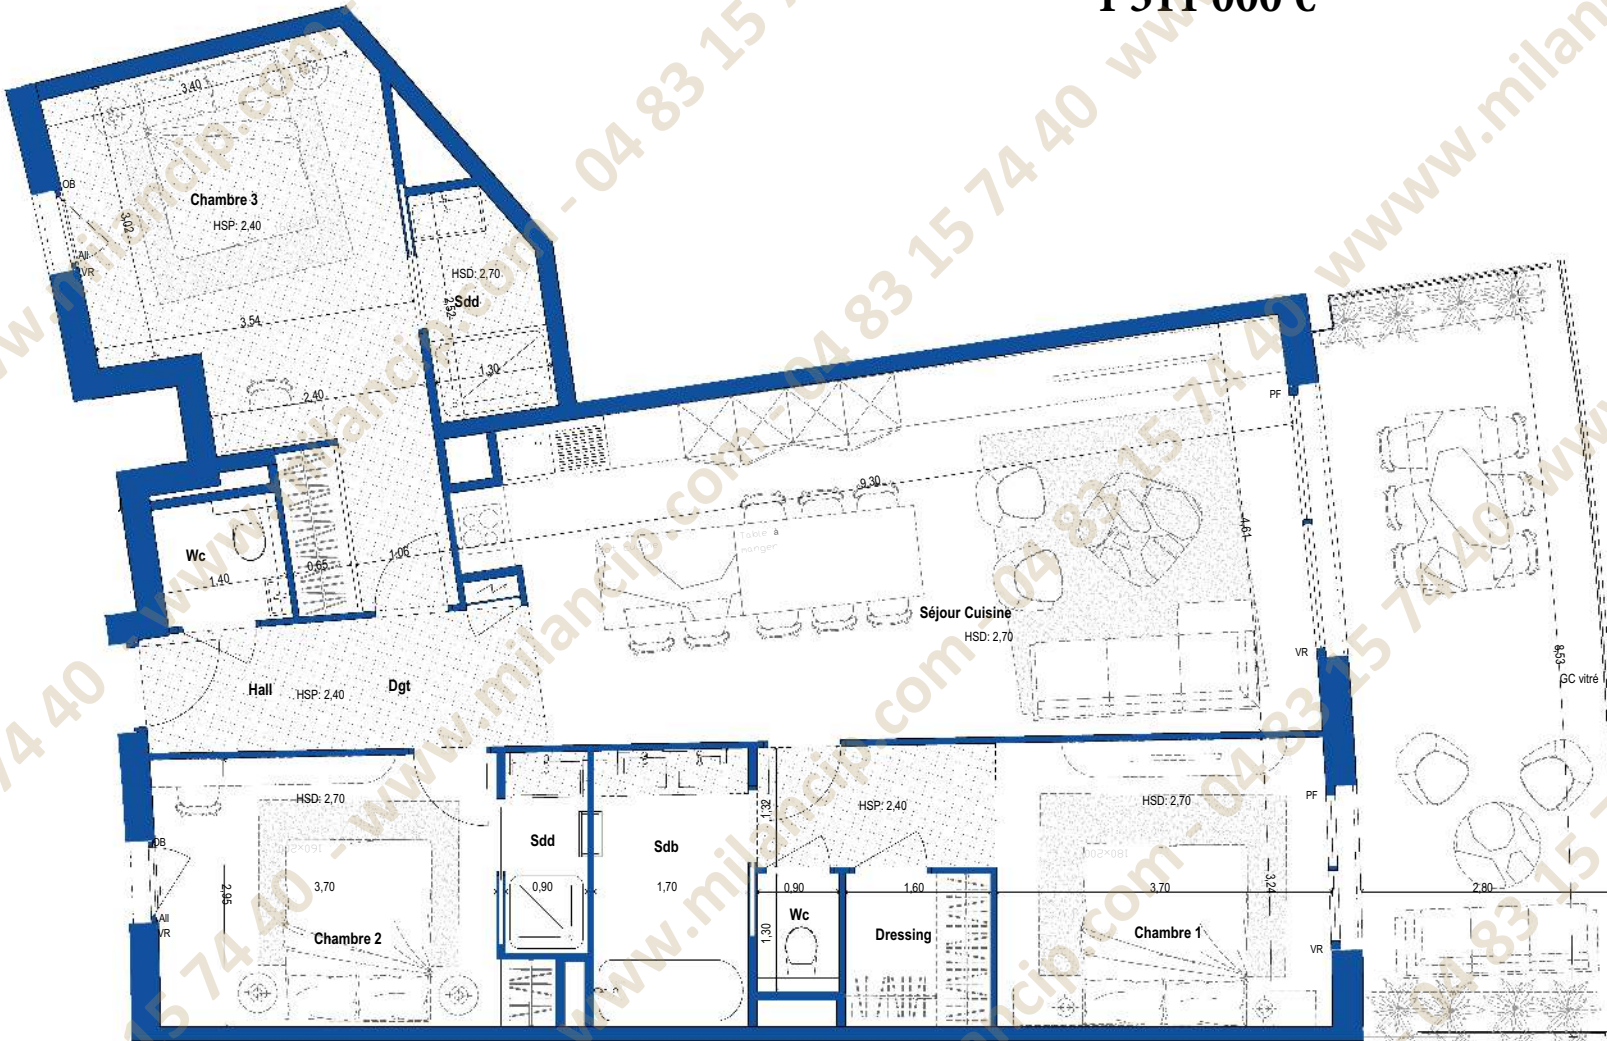 1 511 000 €
www.milancip.com - 04 83 15 74 40
3,40
OB
Chambre 3
HSP: 2,40
3,02
All
VR
HSD: 2,70
Sdd
2,52
3,54
1,30
2,40
PF
9,30
4,61
Table à
manger
Wc
1,06
0,65
1,40
Séjour Cuisine
HSD: 2,70
VR
8,53
GC vitré
Hall
HSP: 2,40
Dgt
HSD: 2,70
1,32
HSP: 2,40
HSD: 2,70
PF
OB
Sdd
Sdb
160x200
2,95
3,70
0,90
1,70
0,90
1,60
3,70
3,24
2,80
All
VR
Chambre 2
1,30
Wc
Dressing
Chambre 1
VR